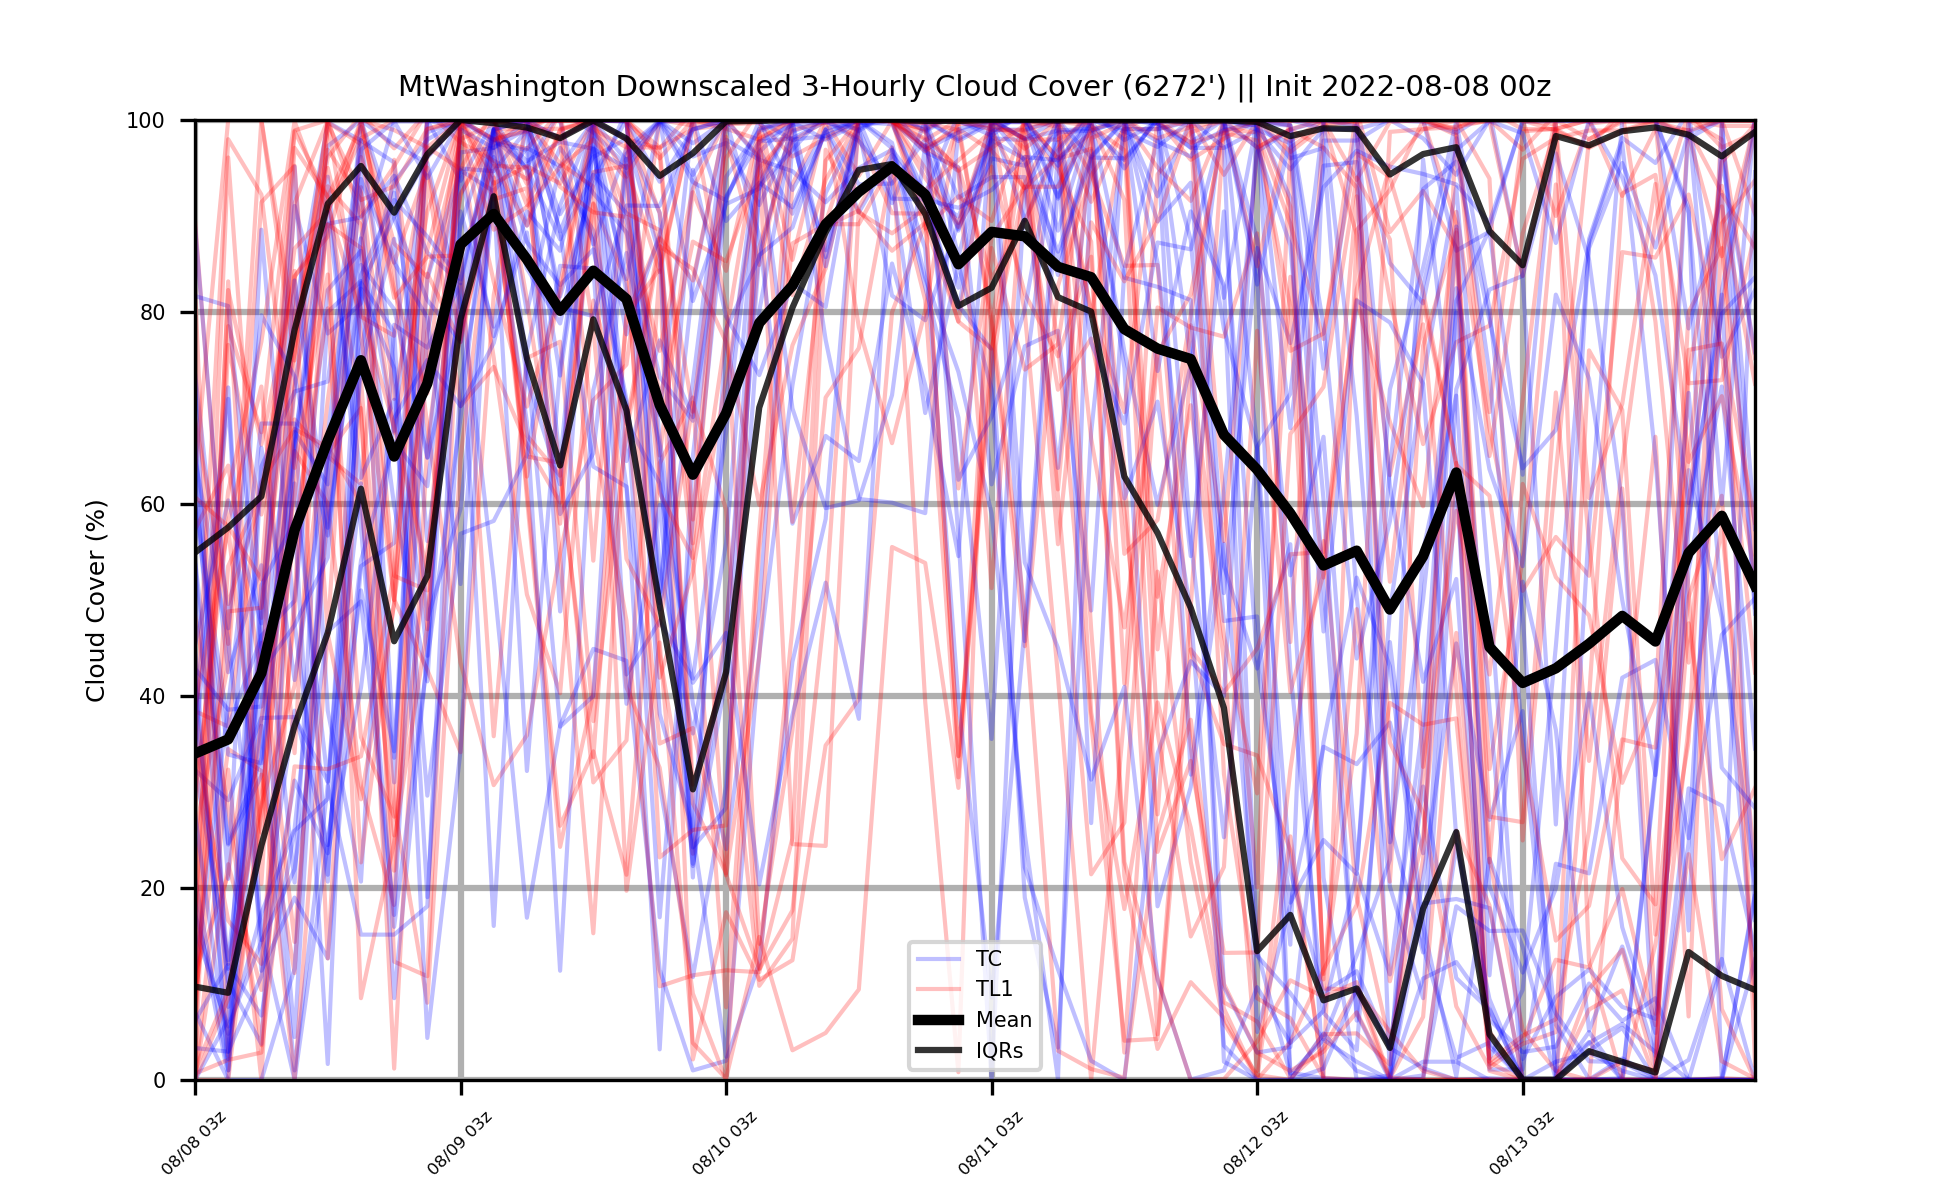 MtWashington Downscaled 3-Hourly Cloud Cover (6272') || Init 2022-08-08 00z
Cloud Cover (%)
100
80
60
40
20
0
TC
TL1
Mean
IQRs
08/08 03z
08/09 03z
08/10 03z
08/11 03z
08/12 03z
08/13 03z